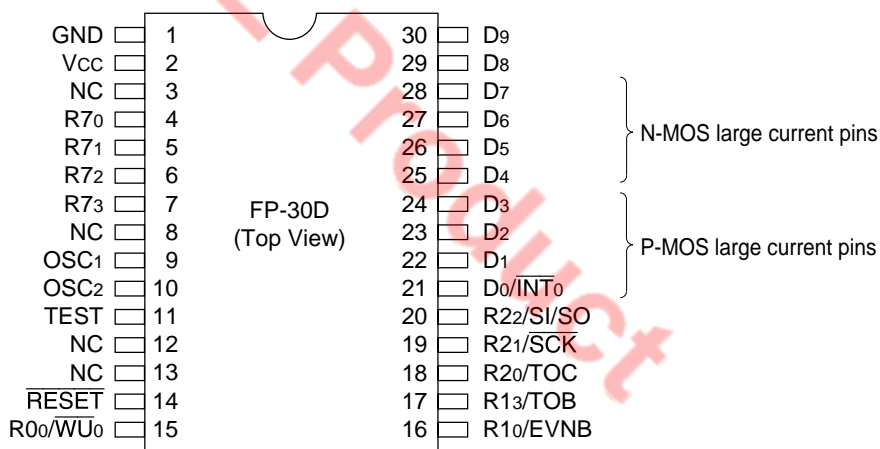 GND 1 30 D9
VCC 2 29 D8
NC 3 28 D7
R70 4 27 D6
R71 5 26 D5
R72 6 25 D4
N-MOS large current pins
R73 7 24 D3
NC 8 23 D2
OSC1 9 22 D1
OSC2 10 21 D0/INT0
P-MOS large current pins
FP-30D
(Top View)
TEST 11 20 R22/SI/SO
NC 12 19 R21/SCK
NC 13 18 R20/TOC
RESET 14 17 R13/TOB
R00/WU0 15 16 R10/EVNB
Product